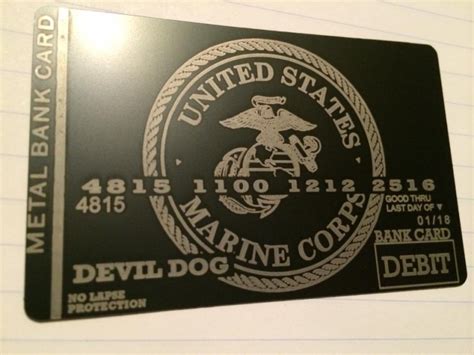 METAL BANK CARD
UNITED STATES
MARINE CORPS
4815 1100 1212 2516
4815
GOOD THRU
LAST DAY OF ▼
01/18
BANK CARD
DEVIL DOG
DEBIT
NO LAPSE
PROTECTION